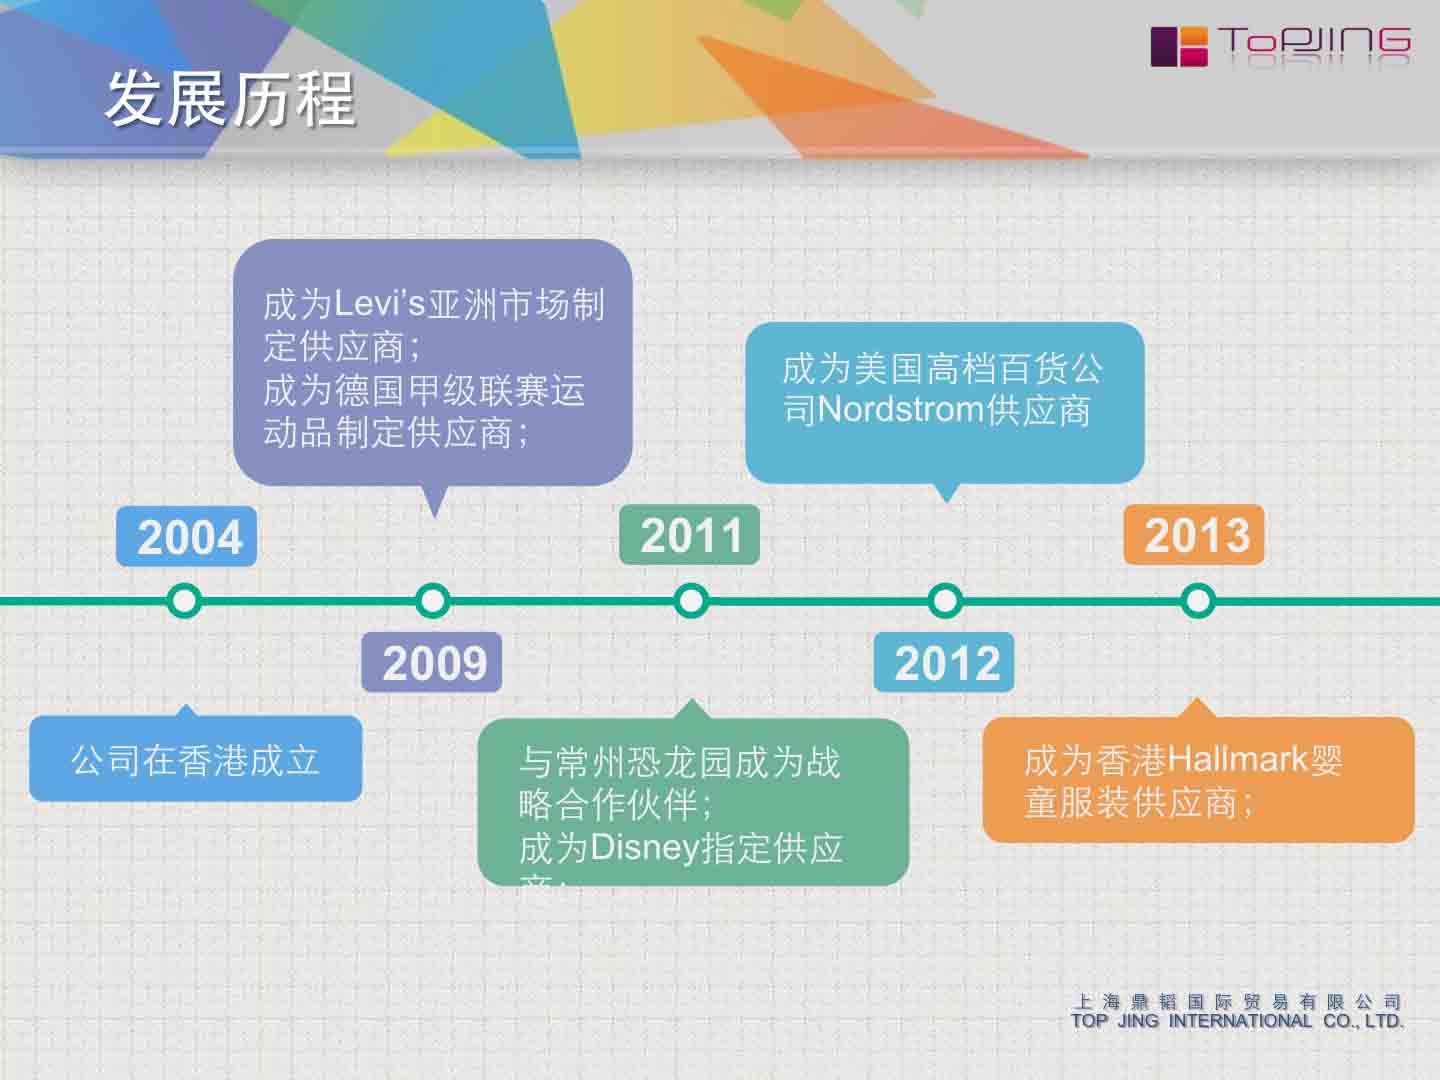 TOPJING
发展历程
成为Levi’s亚洲市场制
定供应商；
成为德国甲级联赛运
动品制定供应商；
成为美国高档百货公
司Nordstrom供应商
2004
2011
2013
2009
2012
公司在香港成立
与常州恐龙园成为战
略合作伙伴；
成为Disney指定供应
商；
成为香港Hallmark婴
童服装供应商；
上海鼎韬国际贸易有限公司
TOP JING INTERNATIONAL CO., LTD.